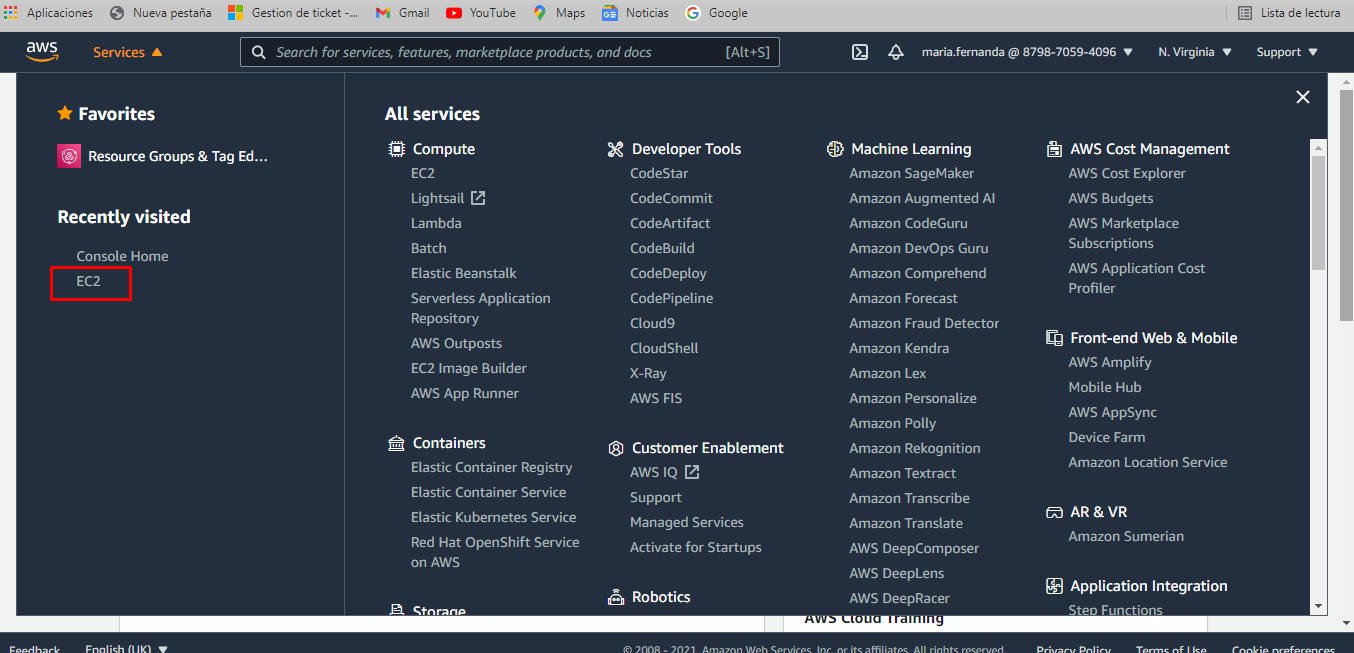 Aplicaciones
Nueva pestaña
Gestion de ticket -...
Gmail
YouTube
Maps
Noticias
Google
Lista de lectura
aws
Services
Search for services, features, marketplace products, and docs
[Alt+S]
maria.fernanda @ 8798-7059-4096
N. Virginia
Support
Favorites
Resource Groups & Tag Ed...
Recently visited
Console Home
EC2
All services
Compute
EC2
Lightsail
Lambda
Batch
Elastic Beanstalk
Serverless Application
Repository
AWS Outposts
EC2 Image Builder
AWS App Runner
Containers
Elastic Container Registry
Elastic Container Service
Elastic Kubernetes Service
Red Hat OpenShift Service
on AWS
Storage
Developer Tools
CodeStar
CodeCommit
CodeArtifact
CodeBuild
CodeDeploy
CodePipeline
Cloud9
CloudShell
X-Ray
AWS FIS
Customer Enablement
AWS IQ
Support
Managed Services
Activate for Startups
Robotics
Machine Learning
Amazon SageMaker
Amazon Augmented AI
Amazon CodeGuru
Amazon DevOps Guru
Amazon Comprehend
Amazon Forecast
Amazon Fraud Detector
Amazon Kendra
Amazon Lex
Amazon Personalize
Amazon Polly
Amazon Rekognition
Amazon Textract
Amazon Transcribe
Amazon Translate
AWS DeepComposer
AWS DeepLens
AWS DeepRacer
AWS Cost Management
AWS Cost Explorer
AWS Budgets
AWS Marketplace
Subscriptions
AWS Application Cost
Profiler
Front-end Web & Mobile
AWS Amplify
Mobile Hub
AWS AppSync
Device Farm
Amazon Location Service
AR & VR
Amazon Sumerian
Application Integration
Step Functions
AWS Cloud Training
Feedback
English (UK)
© 2008 - 2021, Amazon Web Services, Inc. or its affiliates. All rights reserved.
Privacy Policy
Terms of Use
Cookie preferences